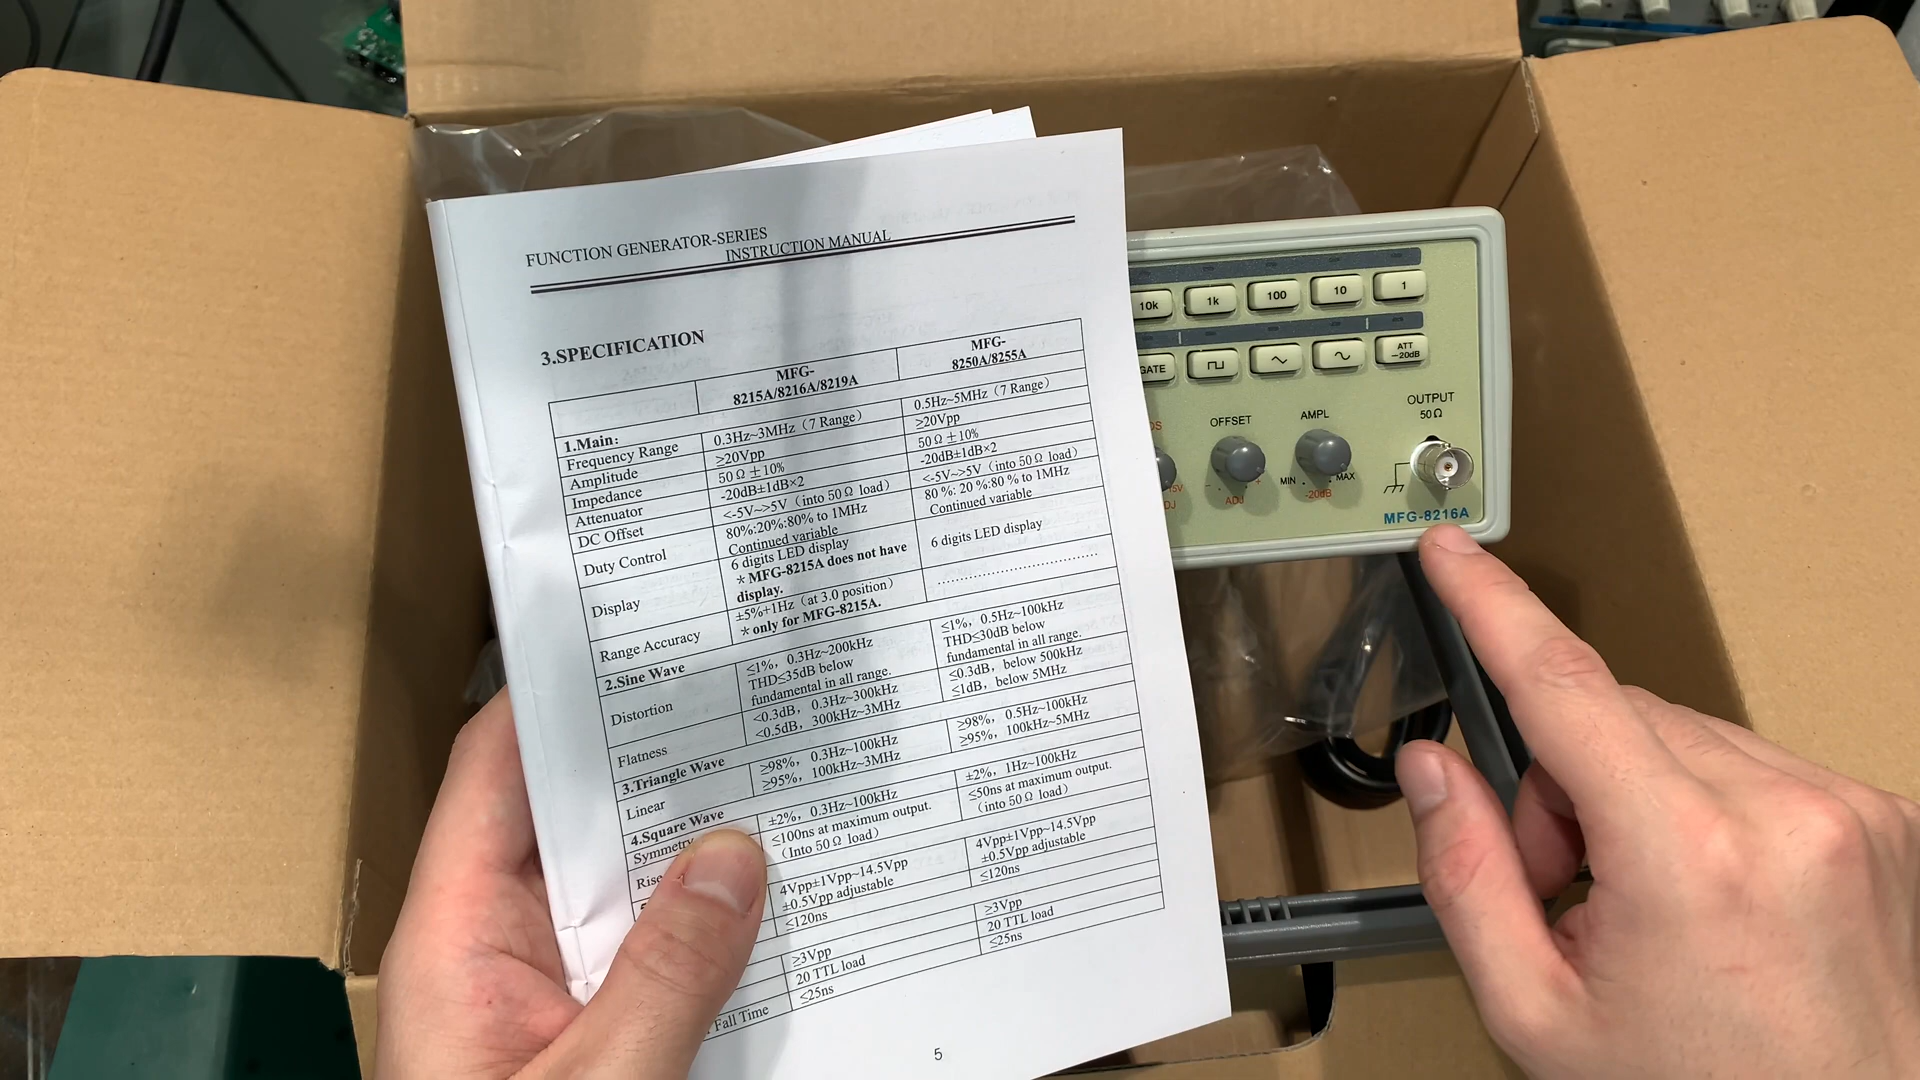 FUNCTION GENERATOR-SERIES
INSTRUCTION MANUAL
3.SPECIFICATION
MFG-
8215A/8216A/8219A
MFG-
8250A/8255A
1.Main:
Frequency Range
0.3Hz~3MHz (7 Range)
0.5Hz~5MHz (7 Range)
Amplitude
≥20Vpp
≥20Vpp
Impedance
50Ω±10%
50Ω±10%
Attenuator
-20dB±1dB×2
-20dB±1dB×2
DC Offset
<-5V~>5V (into 50Ω load)
<-5V~>5V (into 50Ω load)
Duty Control
80%:20%:80% to 1MHz
Continued variable
80%:20%:80% to 1MHz
Continued variable
Display
6 digits LED display
* MFG-8215A does not have
display.
6 digits LED display
Range Accuracy
±5%+1Hz (at 3.0 position)
* only for MFG-8215A.
........................................
2.Sine Wave
Distortion
≤1%, 0.3Hz~200kHz
THD≤35dB below
fundamental in all range.
≤1%, 0.5Hz~100kHz
THD≤30dB below
fundamental in all range.
Flatness
<0.3dB, 0.3Hz~300kHz
<0.5dB, 300kHz~3MHz
≤0.3dB, below 500kHz
≤1dB, below 5MHz
3.Triangle Wave
Linear
≥98%, 0.3Hz~100kHz
≥95%, 100kHz~3MHz
≥98%, 0.5Hz~100kHz
≥95%, 100kHz~5MHz
4.Square Wave
Symmetry
±2%, 0.3Hz~100kHz
±2%, 1Hz~100kHz
Rise
≤100ns at maximum output.
(Into 50Ω load)
≤50ns at maximum output.
(into 50Ω load)
4Vpp±1Vpp~14.5Vpp
±0.5Vpp adjustable
4Vpp±1Vpp~14.5Vpp
±0.5Vpp adjustable
≤120ns
≤120ns
≥3Vpp
≥3Vpp
20 TTL load
20 TTL load
Fall Time
≤25ns
≤25ns
5
10k
1k
100
10
1
GATE
ATT
-20dB
OFFSET
AMPL
OUTPUT
50Ω
- +
ADJ
MIN
MAX
-20dB
MFG-8216A